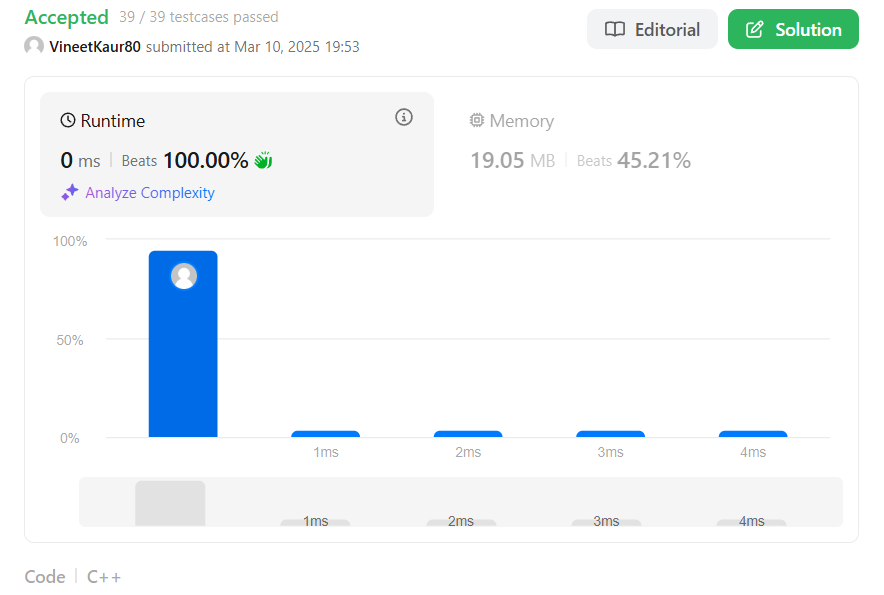 Accepted 39 / 39 testcases passed
Editorial
Solution
VineetKaur80 submitted at Mar 10, 2025 19:53
Runtime
Memory
0 ms Beats 100.00%
19.05 MB Beats 45.21%
Analyze Complexity
100%
50%
0%
1ms 2ms 3ms 4ms
1ms 2ms 3ms 4ms
Code C++